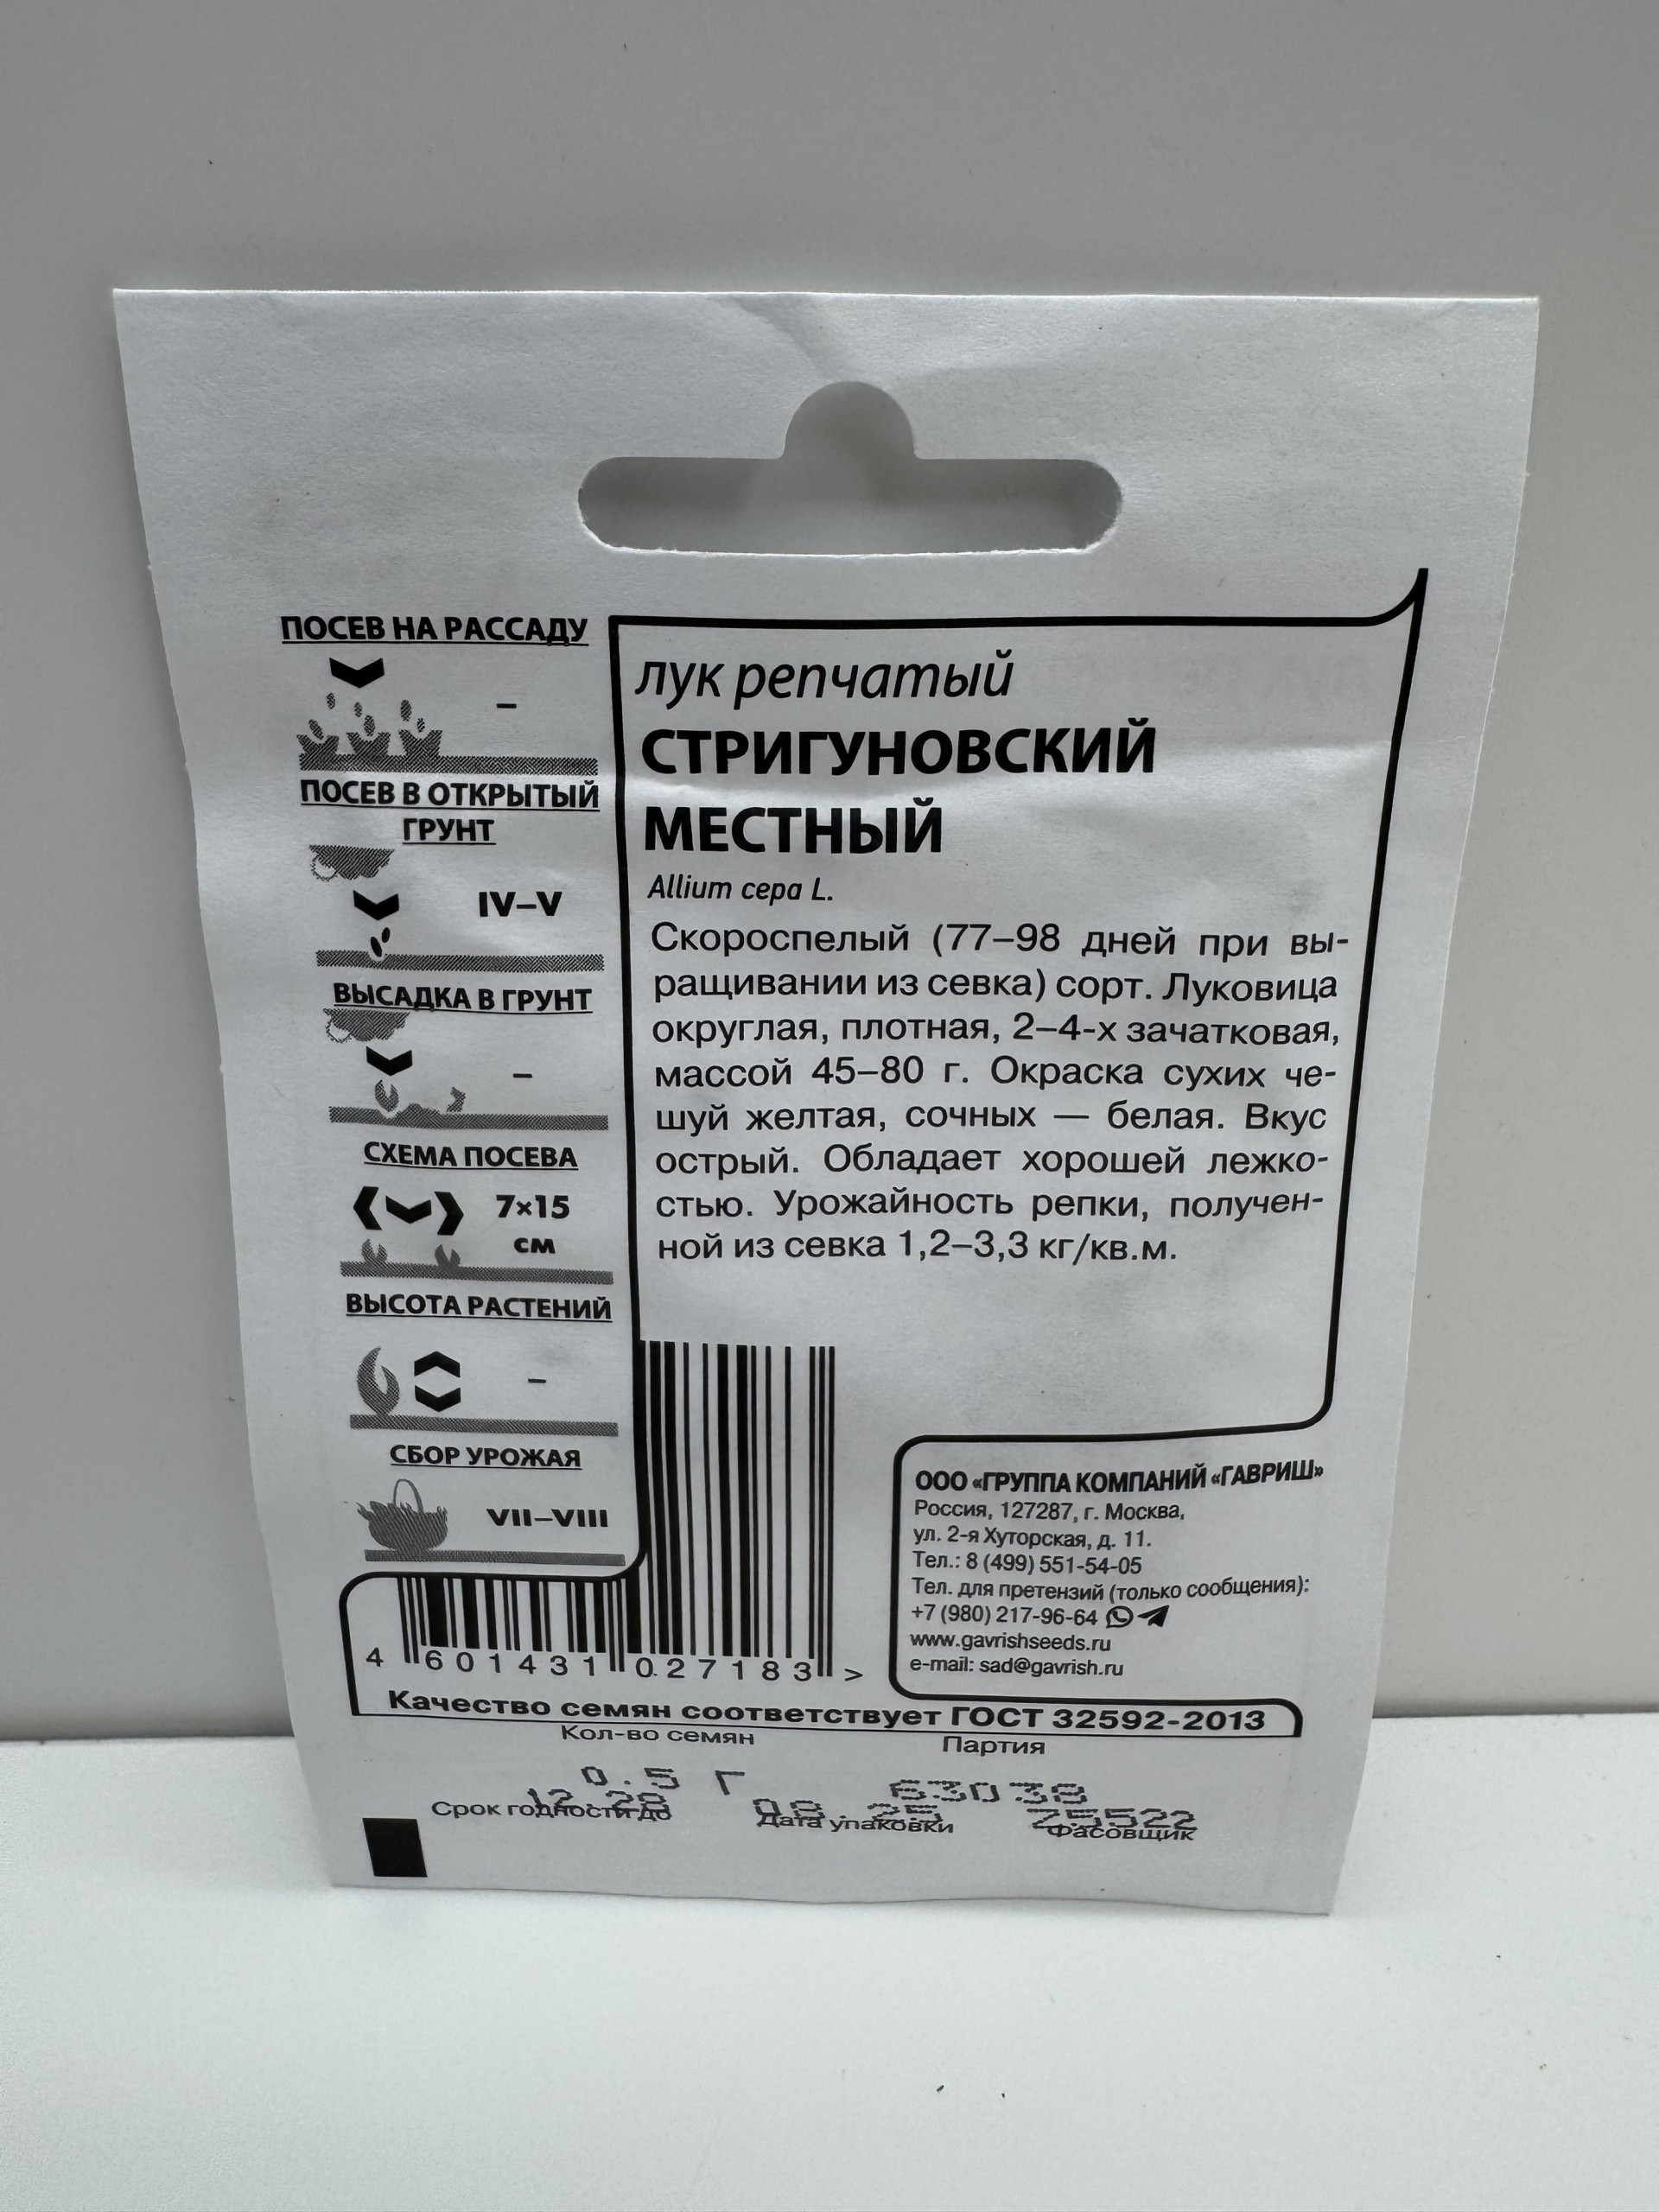 ПОСЕВ НА РАССАДУ
–
ПОСЕВ В ОТКРЫТЫЙ
ГРУНТ
IV–V
ВЫСАДКА В ГРУНТ
–
СХЕМА ПОСЕВА
7×15
см
ВЫСОТА РАСТЕНИЙ
–
СБОР УРОЖАЯ
VII–VIII
лук репчатый
СТРИГУНОВСКИЙ
МЕСТНЫЙ
Allium cepa L.
Скороспелый (77–98 дней при вы-
ращивании из севка) сорт. Луковица
округлая, плотная, 2–4-х зачатковая,
массой 45–80 г. Окраска сухих че-
шуй желтая, сочных — белая. Вкус
острый. Обладает хорошей лежко-
стью. Урожайность репки, получен-
ной из севка 1,2–3,3 кг/кв.м.
ООО «ГРУППА КОМПАНИЙ «ГАВРИШ»
Россия, 127287, г. Москва,
ул. 2-я Хуторская, д. 11.
Тел.: 8 (499) 551-54-05
Тел. для претензий (только сообщения):
+7 (980) 217-96-64
www.gavrishseeds.ru
e-mail: sad@gavrish.ru
4 601431 027183 >
Качество семян соответствует ГОСТ 32592-2013
Кол-во семян Партия
0.5 Г 63038
12.28 08.25 75522
Срок годности до Дата упаковки Фасовщик